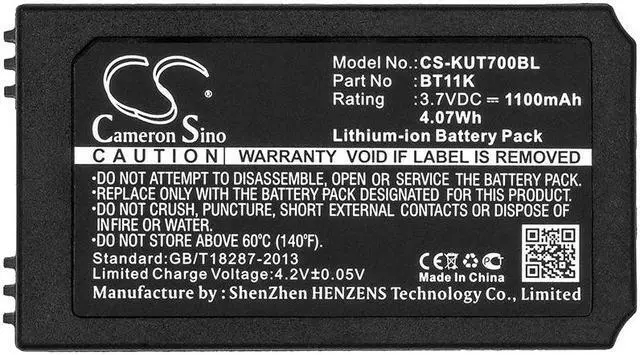 CS
Cameron Sino
Model No.:CS-KUT700BL
Part No :BT11K
Rating :3.7VDC ⎓ 1100mAh
4.07Wh
Lithium-ion Battery Pack
CAUTION WARRANTY VOID IF LABEL IS REMOVED
•DO NOT ATTEMPT TO DISASSEMBLE, OPEN OR SERVICE THE BATTERY PACK.
•REPLACE ONLY WITH THE BATTERY PACK DESIGNATED FOR THIS PRODUCT.
•DO NOT CRUSH, PUNCTURE, SHORT EXTERNAL CONTACTS OR DISPOSE OF
IN FIRE OR WATER.
•DO NOT STORE ABOVE 60°C (140°F).
Standard:GB/T18287-2013
Limited Charge Voltage:4.2V±0.05V
CE
Made In China
Manufacture by : ShenZhen HENZENS Technology Co., Limited.